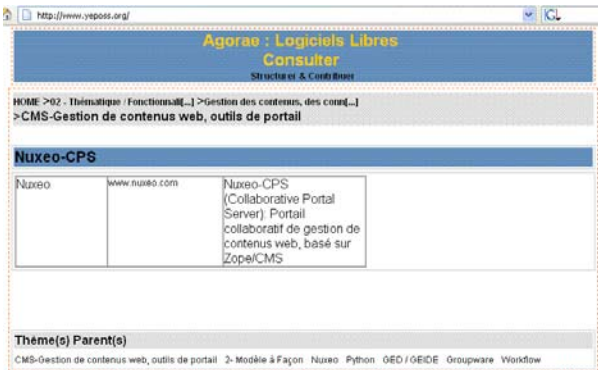 http://www.yeposs.org/
Agorae : Logiciels Libres
Consulter
Structurer & Contribuer
HOME >02 - Thématique / Fonctionnali[...] >Gestion des contenus, des conn[...]
>CMS-Gestion de contenus web, outils de portail
Nuxeo-CPS
Nuxeo
www.nuxeo.com
Nuxeo-CPS
(Collaborative Portal
Server): Portail
collaboratif de gestion de
contenus web, basé sur
Zope/CMS
Thème(s) Parent(s)
CMS-Gestion de contenus web, outils de portail 2- Modèle à Façon Nuxeo Python GED / GEIDE Groupware Workflow